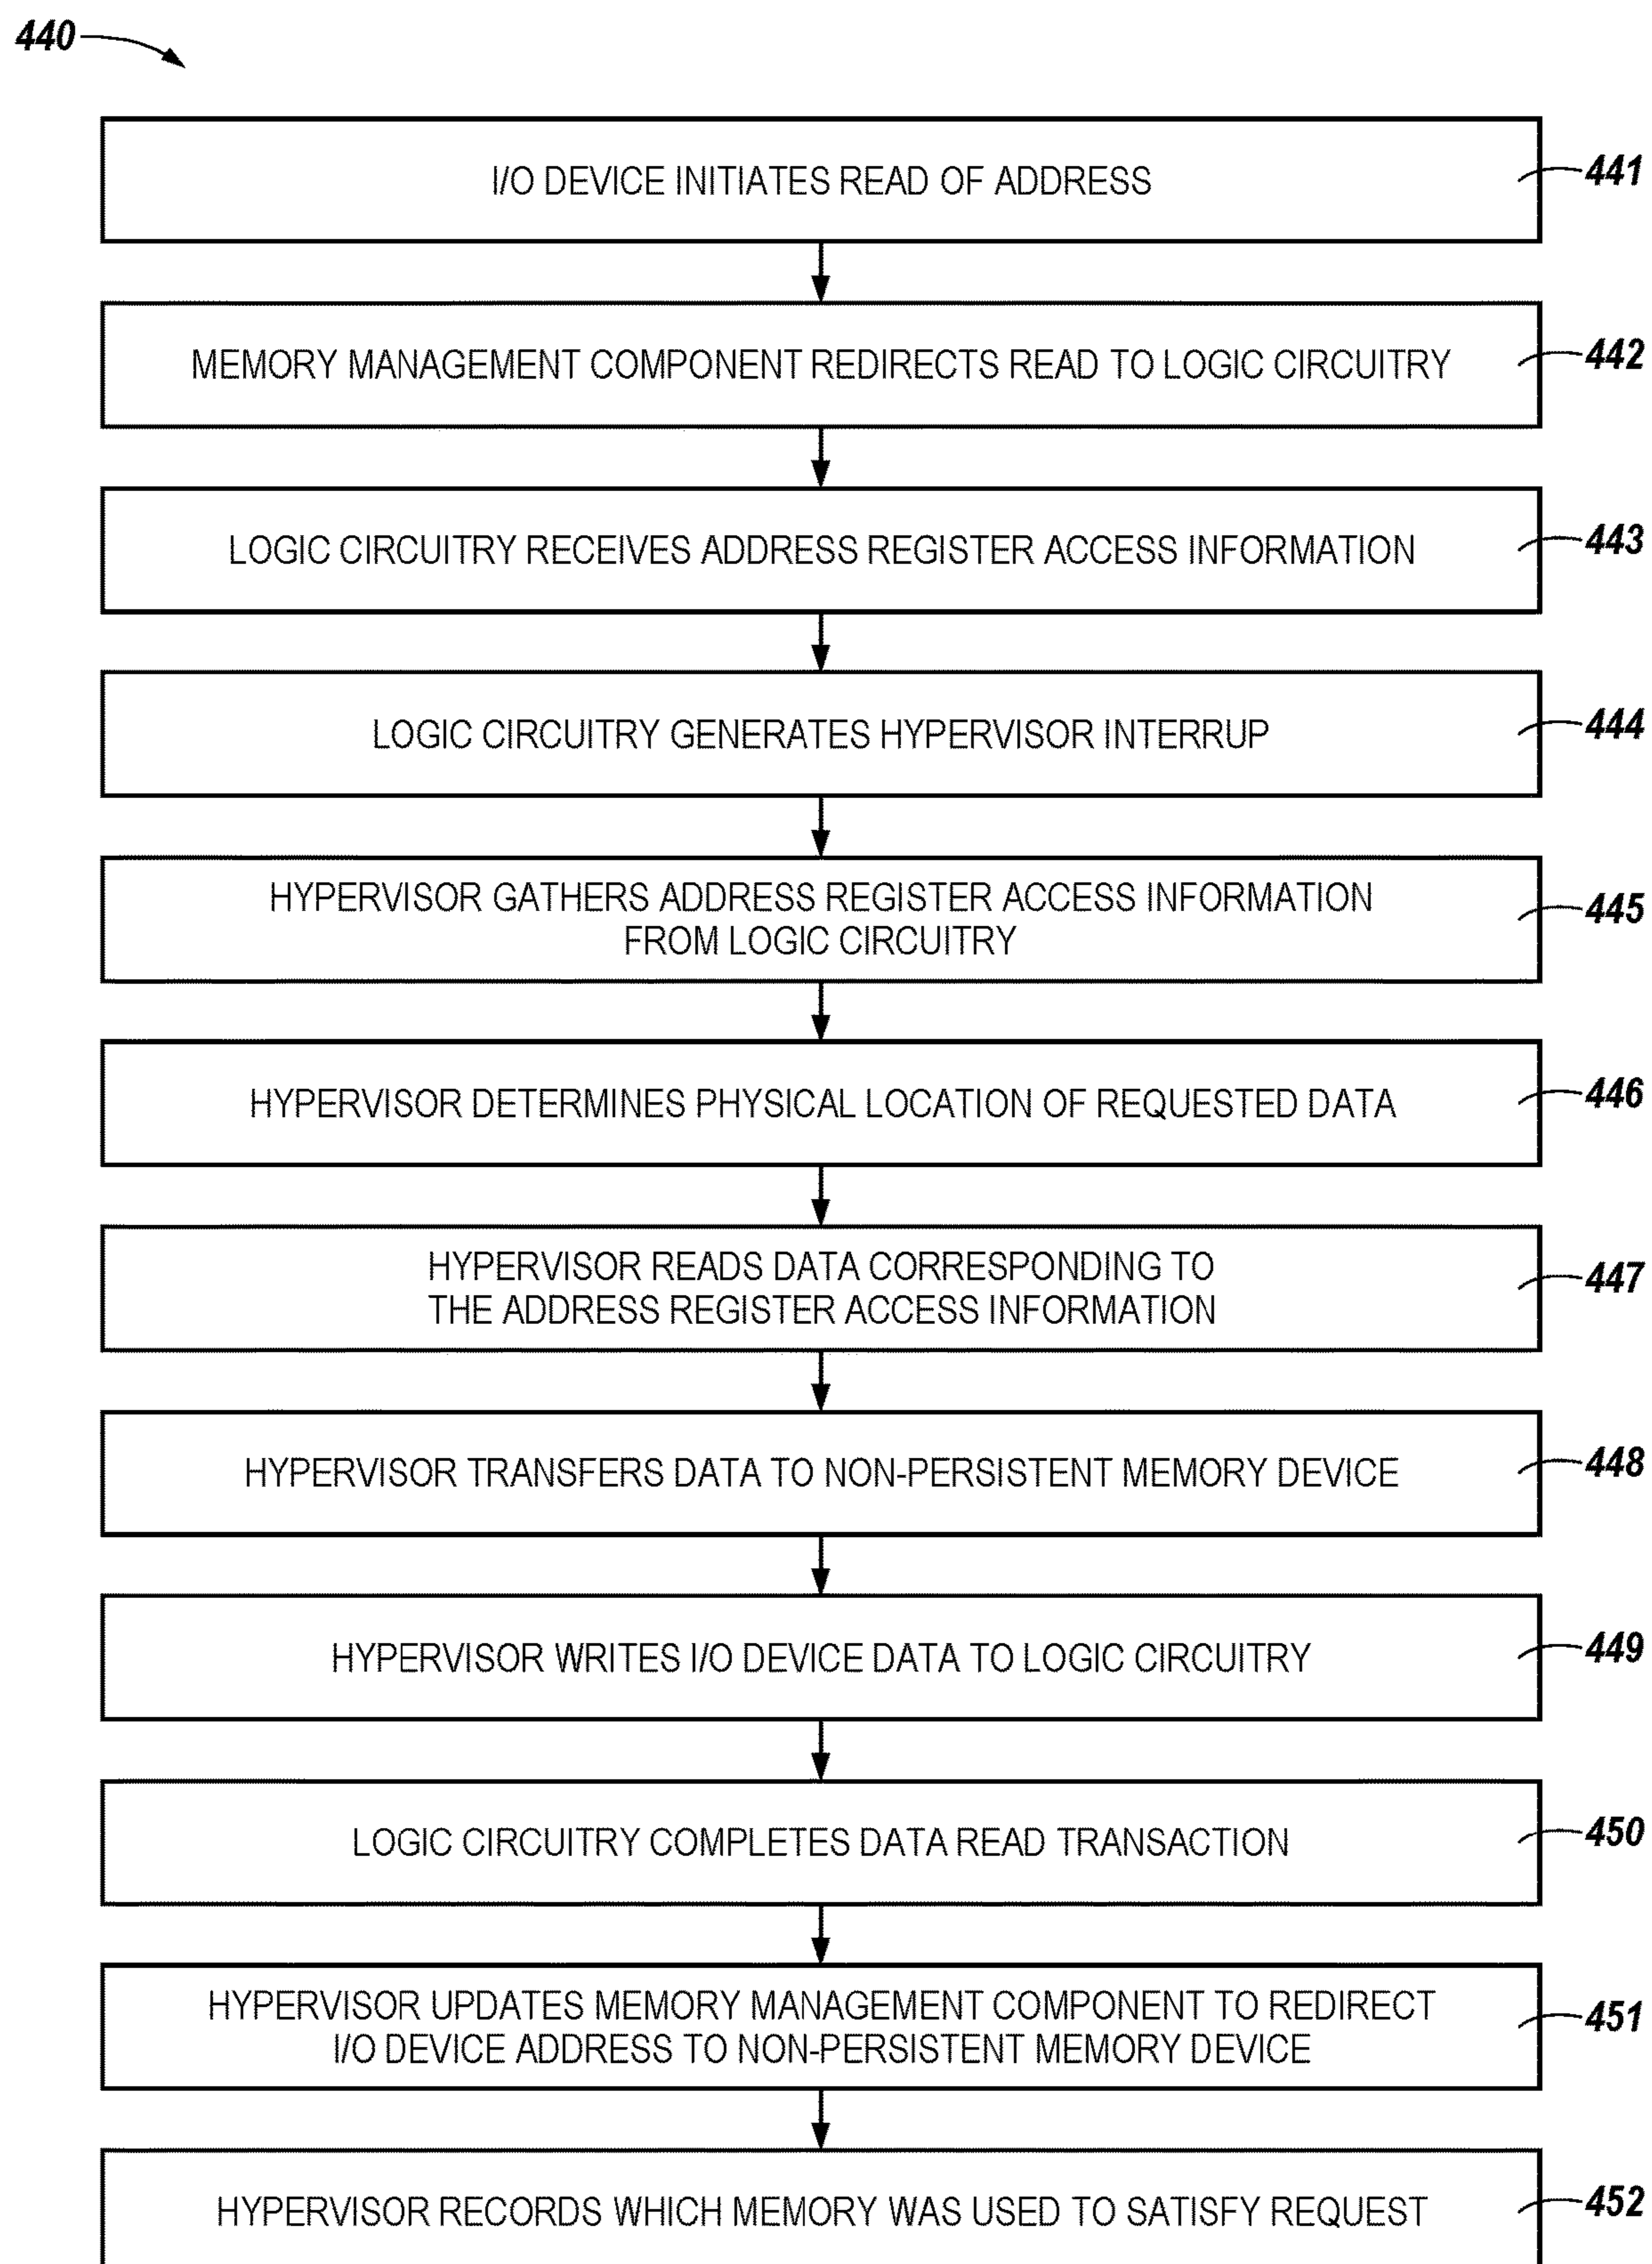 440
I/O DEVICE INITIATES READ OF ADDRESS
441
MEMORY MANAGEMENT COMPONENT REDIRECTS READ TO LOGIC CIRCUITRY
442
LOGIC CIRCUITRY RECEIVES ADDRESS REGISTER ACCESS INFORMATION
443
LOGIC CIRCUITRY GENERATES HYPERVISOR INTERRUP
444
HYPERVISOR GATHERS ADDRESS REGISTER ACCESS INFORMATION
FROM LOGIC CIRCUITRY
445
HYPERVISOR DETERMINES PHYSICAL LOCATION OF REQUESTED DATA
446
HYPERVISOR READS DATA CORRESPONDING TO
THE ADDRESS REGISTER ACCESS INFORMATION
447
HYPERVISOR TRANSFERS DATA TO NON-PERSISTENT MEMORY DEVICE
448
HYPERVISOR WRITES I/O DEVICE DATA TO LOGIC CIRCUITRY
449
LOGIC CIRCUITRY COMPLETES DATA READ TRANSACTION
450
HYPERVISOR UPDATES MEMORY MANAGEMENT COMPONENT TO REDIRECT
I/O DEVICE ADDRESS TO NON-PERSISTENT MEMORY DEVICE
451
HYPERVISOR RECORDS WHICH MEMORY WAS USED TO SATISFY REQUEST
452